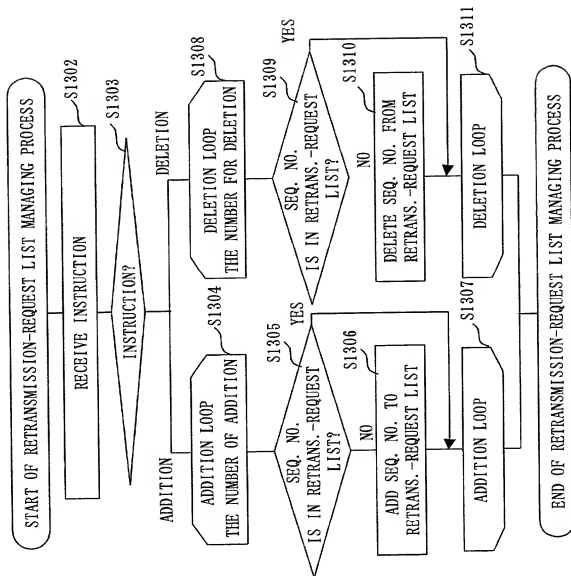 START OF RETRANSMISSION-REQUEST LIST MANAGING PROCESS
S1302
RECEIVE INSTRUCTION
S1303
INSTRUCTION?
ADDITION
DELETION
S1304
ADDITION LOOP
THE NUMBER OF ADDITION
S1305
SEQ. NO.
IS IN RETRANS.-REQUEST
LIST?
YES
NO
S1306
ADD SEQ. NO. TO
RETRANS.-REQUEST LIST
S1307
ADDITION LOOP
S1308
DELETION LOOP
THE NUMBER FOR DELETION
S1309
SEQ. NO.
IS IN RETRANS.-REQUEST
LIST?
YES
NO
S1310
DELETE SEQ. NO. FROM
RETRANS.-REQUEST LIST
S1311
DELETION LOOP
END OF RETRANSMISSION-REQUEST LIST MANAGING PROCESS